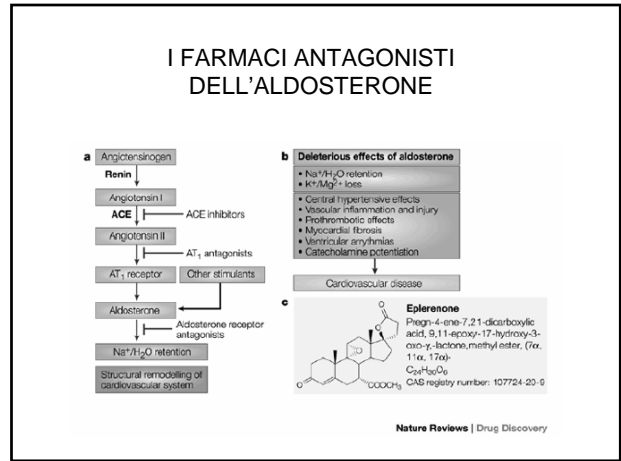 I FARMACI ANTAGONISTI
DELL'ALDOSTERONE
a
Angiotensinogen
Renin
Angiotensin I
ACE
ACE inhibitors
Angiotensin II
AT1 antagonists
AT1 receptor
Other stimulants
Aldosterone
Aldosterone receptor
antagonists
Na+/H2O retention
Structural remodelling of
cardiovascular system
b
Deleterious effects of aldosterone
• Na+/H2O retention
• K+/Mg2+ loss
• Central hypertensive effects
• Vascular inflammation and injury
• Prothrombotic effects
• Myocardial fibrosis
• Ventricular arrythmias
• Catecholamine potentiation
Cardiovascular disease
c
O
O
O
O
COOCH3
Eplerenone
Pregn-4-ene-7,21-dicarboxylic
acid, 9,11-epoxy-17-hydroxy-3-
oxo-γ,-lactone,methyl ester, (7α,
11α, 17α)-
C24H30O6
CAS registry number: 107724-20-9
Nature Reviews | Drug Discovery